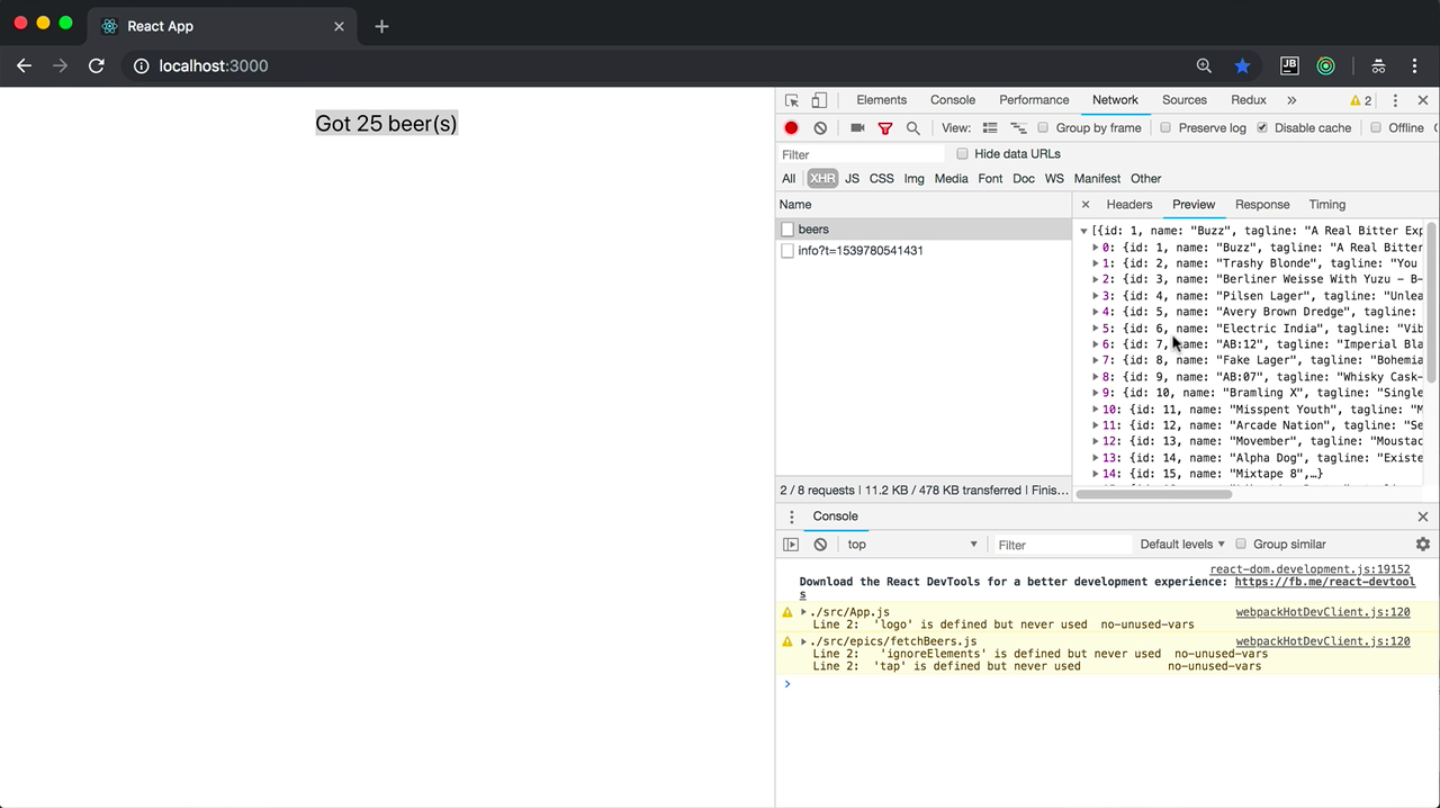 React App
localhost:3000
Got 25 beer(s)
Elements Console Performance Network Sources Redux » 2
View: Group by frame Preserve log Disable cache Offline
Filter Hide data URLs
All XHR JS CSS Img Media Font Doc WS Manifest Other
Name
beers
info?t=1539780541431
2 / 8 requests | 11.2 KB / 478 KB transferred | Finis...
Headers Preview Response Timing
[{id: 1, name: "Buzz", tagline: "A Real Bitter Exp
0: {id: 1, name: "Buzz", tagline: "A Real Bitter
1: {id: 2, name: "Trashy Blonde", tagline: "You
2: {id: 3, name: "Berliner Weisse With Yuzu - B-
3: {id: 4, name: "Pilsen Lager", tagline: "Unlea
4: {id: 5, name: "Avery Brown Dredge", tagline:
5: {id: 6, name: "Electric India", tagline: "Vib
6: {id: 7, name: "AB:12", tagline: "Imperial Bla
7: {id: 8, name: "Fake Lager", tagline: "Bohemia
8: {id: 9, name: "AB:07", tagline: "Whisky Cask-
9: {id: 10, name: "Bramling X", tagline: "Single
10: {id: 11, name: "Misspent Youth", tagline: "M
11: {id: 12, name: "Arcade Nation", tagline: "Se
12: {id: 13, name: "Movember", tagline: "Moustac
13: {id: 14, name: "Alpha Dog", tagline: "Existe
14: {id: 15, name: "Mixtape 8",…}
Console
top Filter Default levels Group similar
react-dom.development.js:19152
Download the React DevTools for a better development experience: https://fb.me/react-devtool
s
./src/App.js webpackHotDevClient.js:120
Line 2: 'logo' is defined but never used no-unused-vars
./src/epics/fetchBeers.js webpackHotDevClient.js:120
Line 2: 'ignoreElements' is defined but never used no-unused-vars
Line 2: 'tap' is defined but never used no-unused-vars